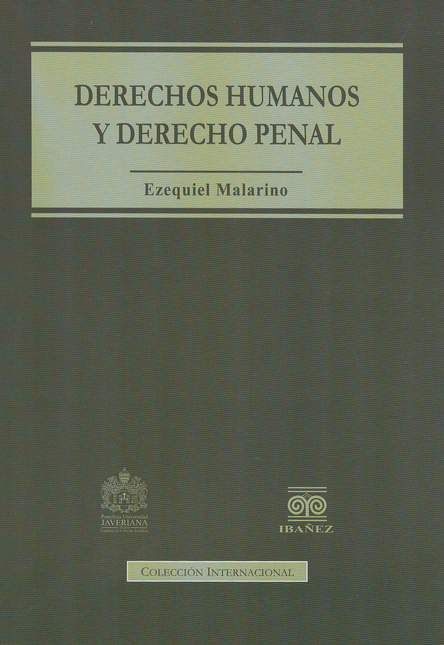 DERECHOS HUMANOS
Y DERECHO PENAL
Ezequiel Malarino
Pontificia Universidad
JAVERIANA
IBAÑEZ
COLECCIÓN INTERNACIONAL